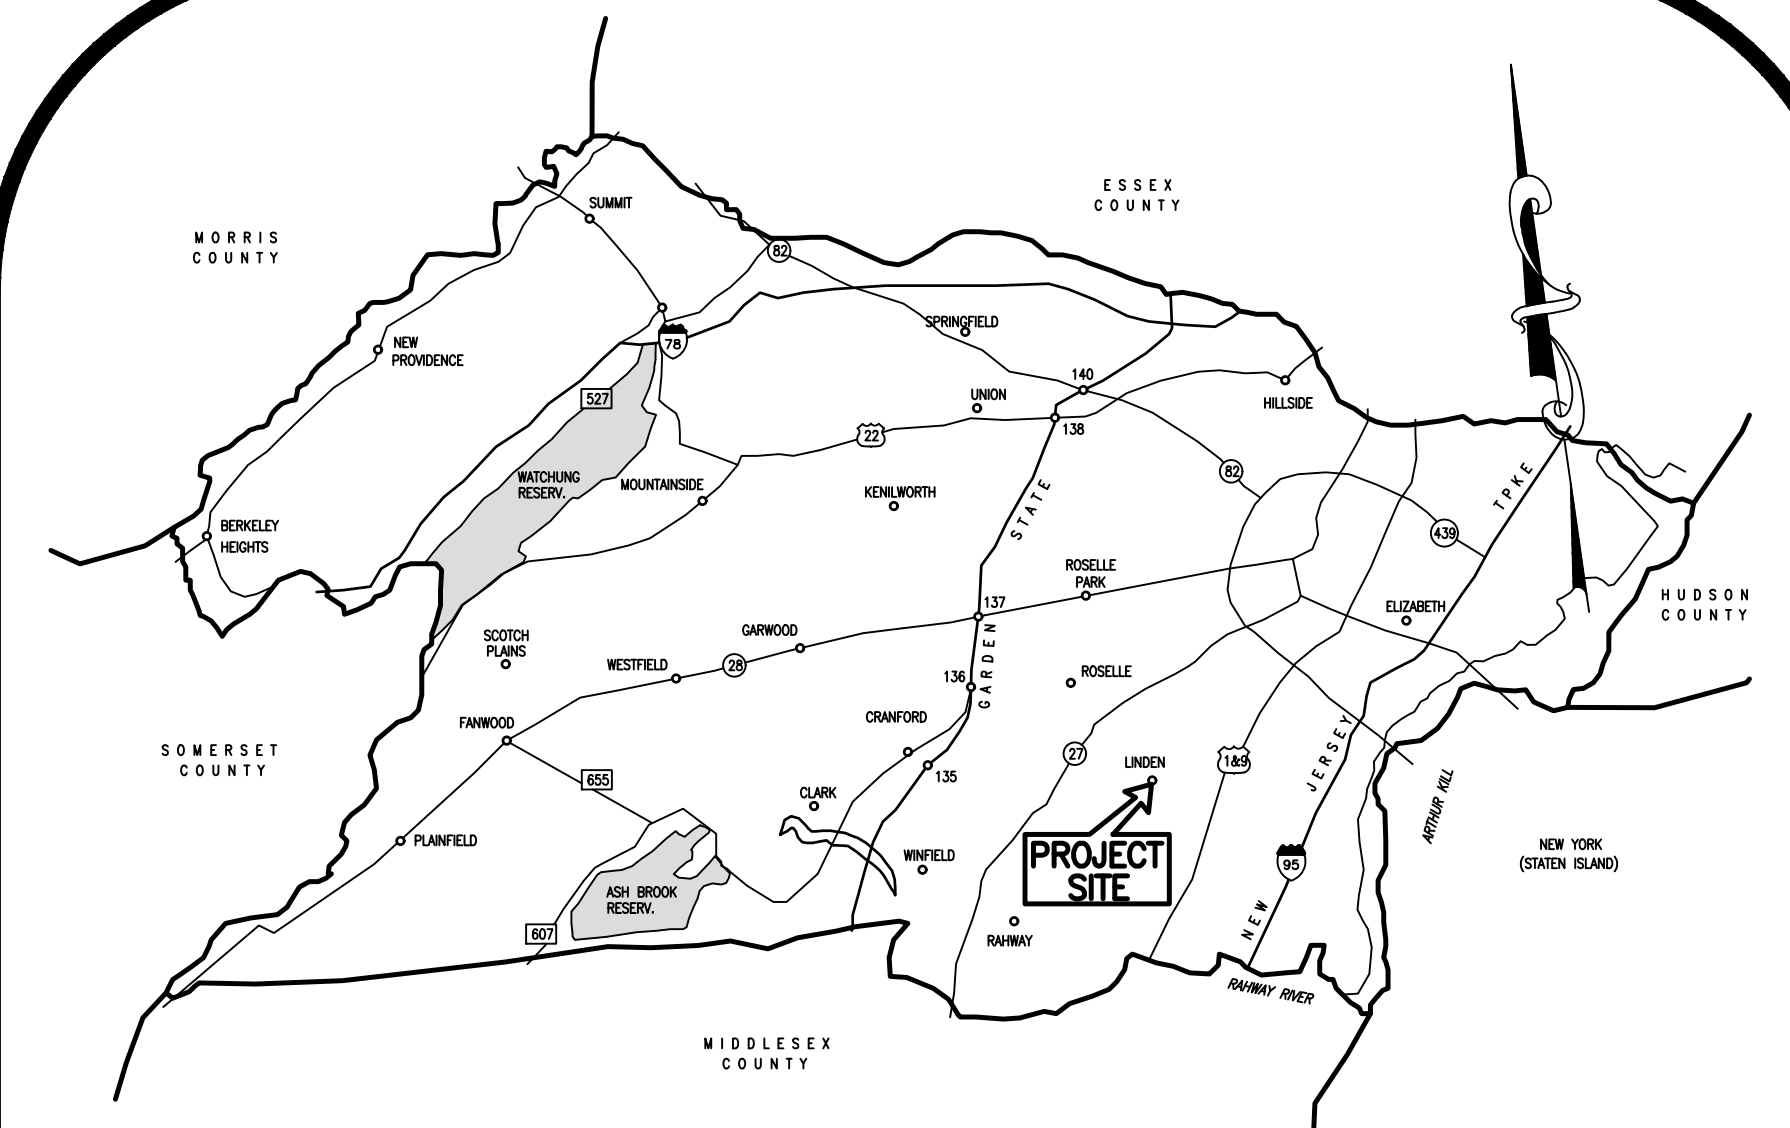 ESSEX
COUNTY
SUMMIT
MORRIS
COUNTY
82
SPRINGFIELD
78
NEW
PROVIDENCE
140
UNION
HILLSIDE
527
138
22
82
WATCHUNG
RESERV.
MOUNTAINSIDE
KENILWORTH
STATE
TPKE
BERKELEY
HEIGHTS
439
ROSELLE
PARK
HUDSON
COUNTY
137
ELIZABETH
GARWOOD
SCOTCH
PLAINS
GARDEN
WESTFIELD
28
136
ROSELLE
FANWOOD
CRANFORD
SOMERSET
COUNTY
27
JERSEY
LINDEN
1&9
655
135
CLARK
ARTHUR KILL
PLAINFIELD
NEW YORK
(STATEN ISLAND)
WINFIELD
PROJECT
SITE
95
ASH BROOK
RESERV.
NEW
607
RAHWAY
RAHWAY RIVER
MIDDLESEX
COUNTY